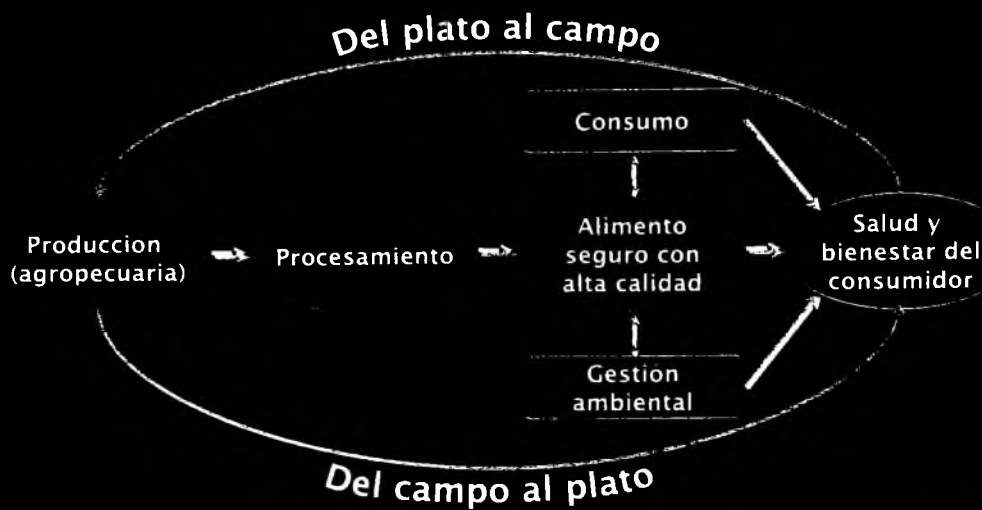 Del plato al campo
Consumo
Produccion
(agropecuaria)
Procesamiento
Alimento
seguro con
alta calidad
Salud y
bienestar del
consumidor
Gestion
ambiental
Del campo al plato